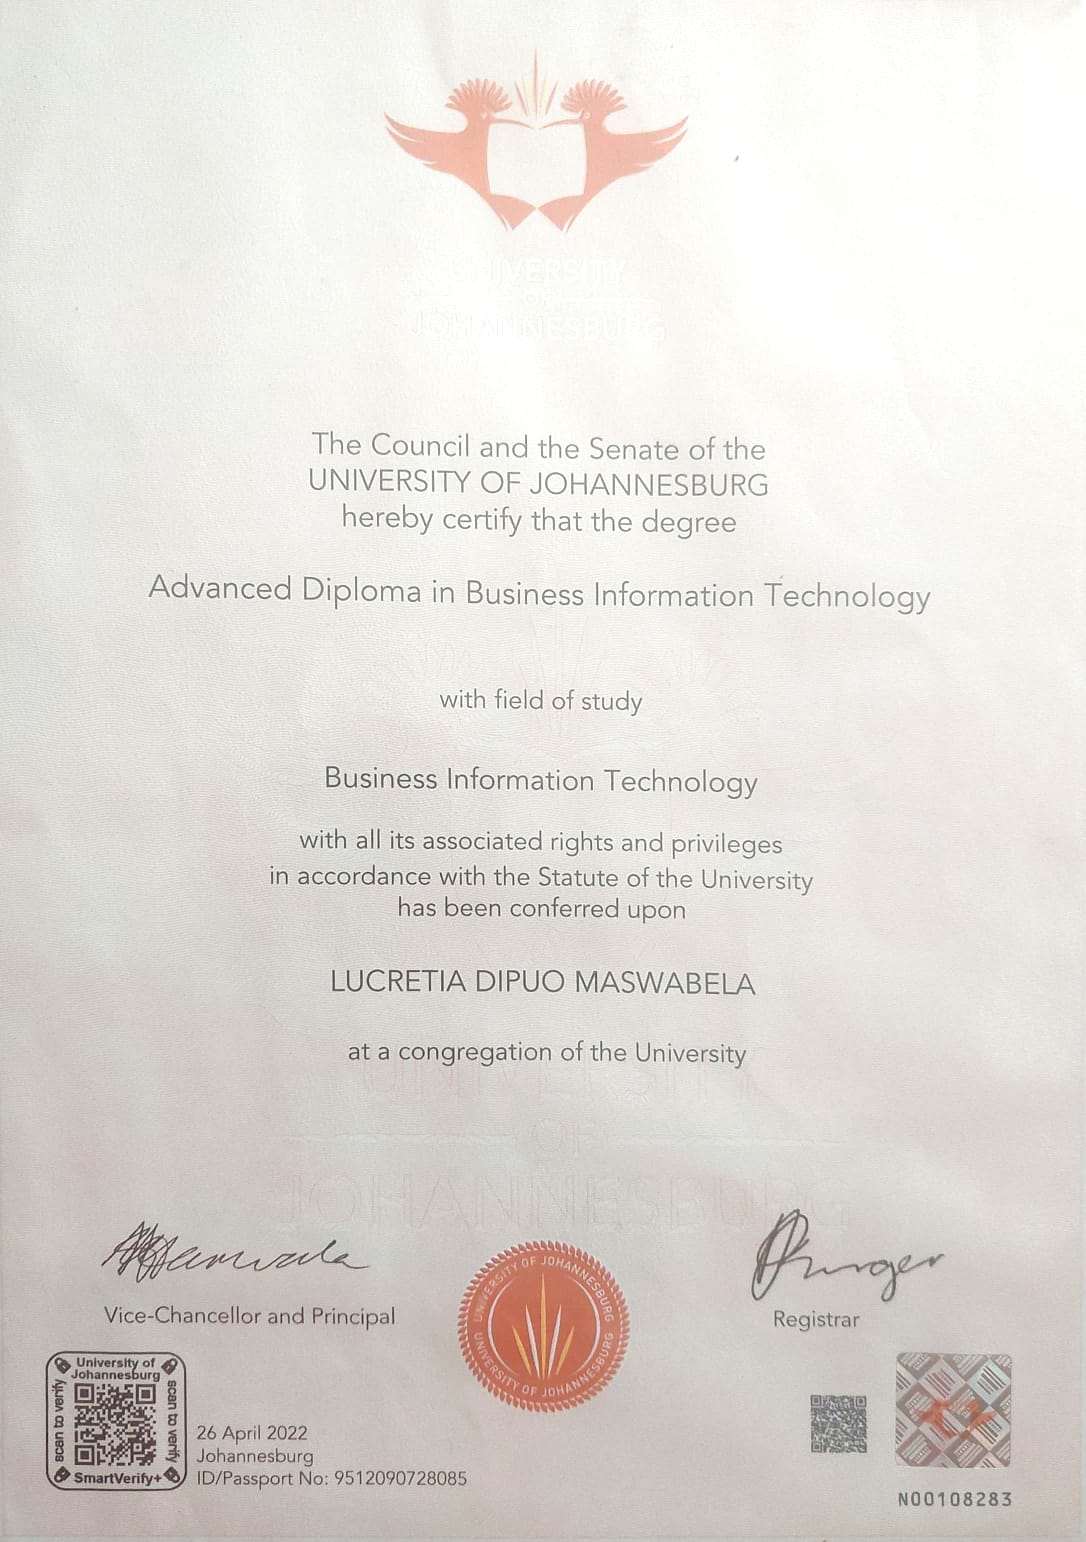 UNIVERSITY
OF
JOHANNESBURG
The Council and the Senate of the
UNIVERSITY OF JOHANNESBURG
hereby certify that the degree
Advanced Diploma in Business Information Technology
with field of study
Business Information Technology
with all its associated rights and privileges
in accordance with the Statute of the University
has been conferred upon
LUCRETIA DIPUO MASWABELA
at a congregation of the University
UNIVERSITY
OF
JOHANNESBURG
Vice-Chancellor and Principal
Registrar
UNIVERSITY OF JOHANNESBURG
UNIVERSITY OF JOHANNESBURG
University of
Johannesburg
scan to verify
scan to verify
SmartVerify+
26 April 2022
Johannesburg
ID/Passport No: 9512090728085
N00108283